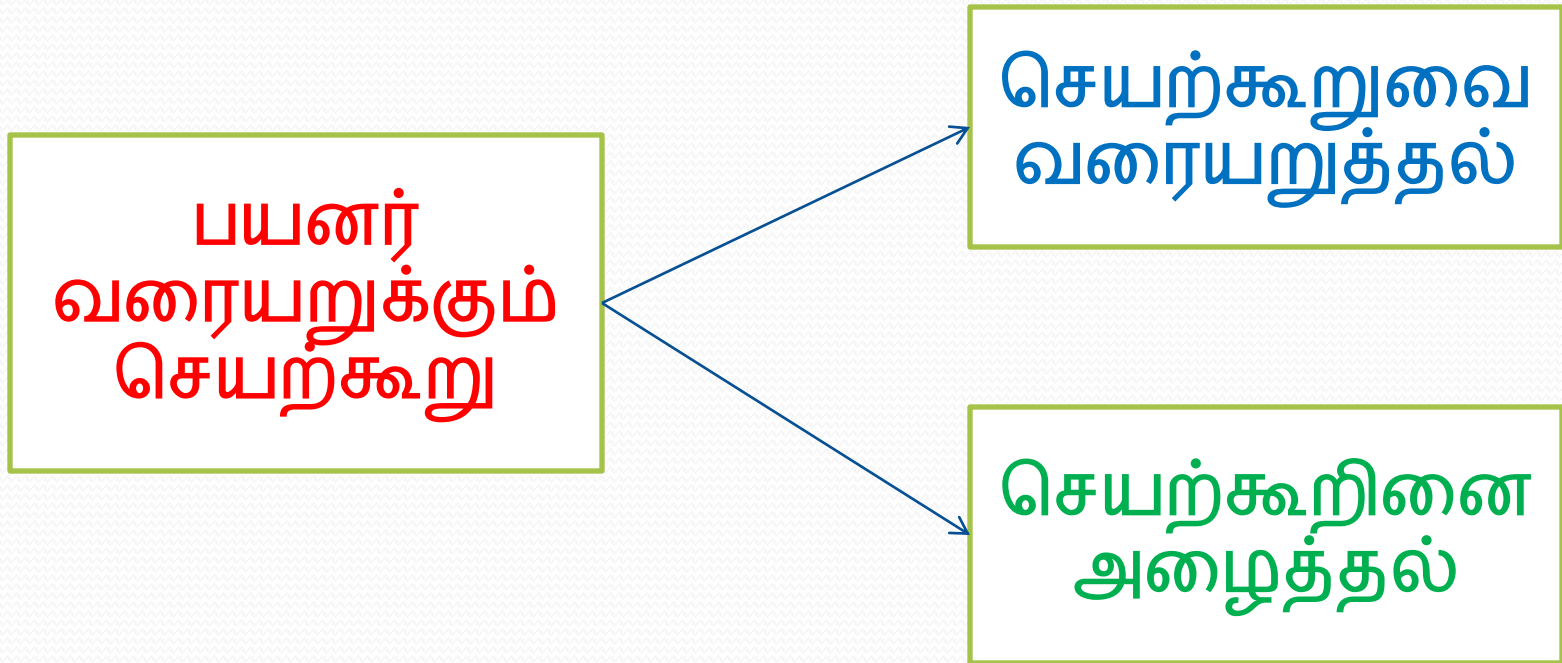 பயனர்
வரையறுக்கும்
செயற்கூறு
செயற்கூறுவை
வரையறுத்தல்
செயற்கூறினை
அழைத்தல்